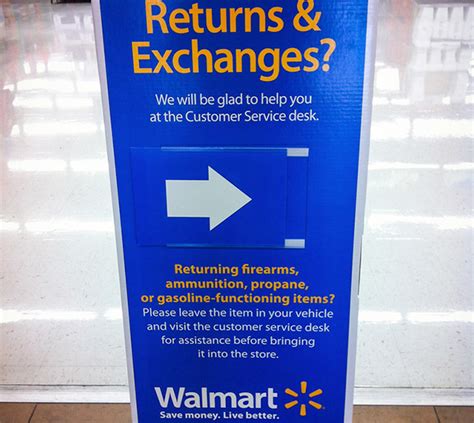 Returns &
Exchanges?
We will be glad to help you
at the Customer Service desk.
Returning firearms,
ammunition, propane,
or gasoline-functioning items?
Please leave the item in your vehicle
and visit the customer service desk
for assistance before bringing
it into the store.
Walmart
Save money. Live better.